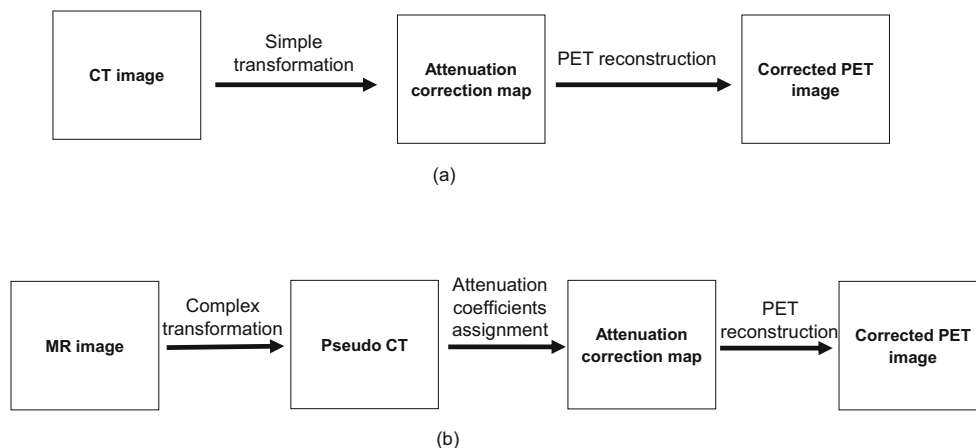 Simple
transformation
CT image
Attenuation
correction map
PET reconstruction
Corrected PET
image
(a)
MR image
Complex
transformation
Pseudo CT
Attenuation
coefficients
assignment
Attenuation
correction map
PET
reconstruction
Corrected PET
image
(b)